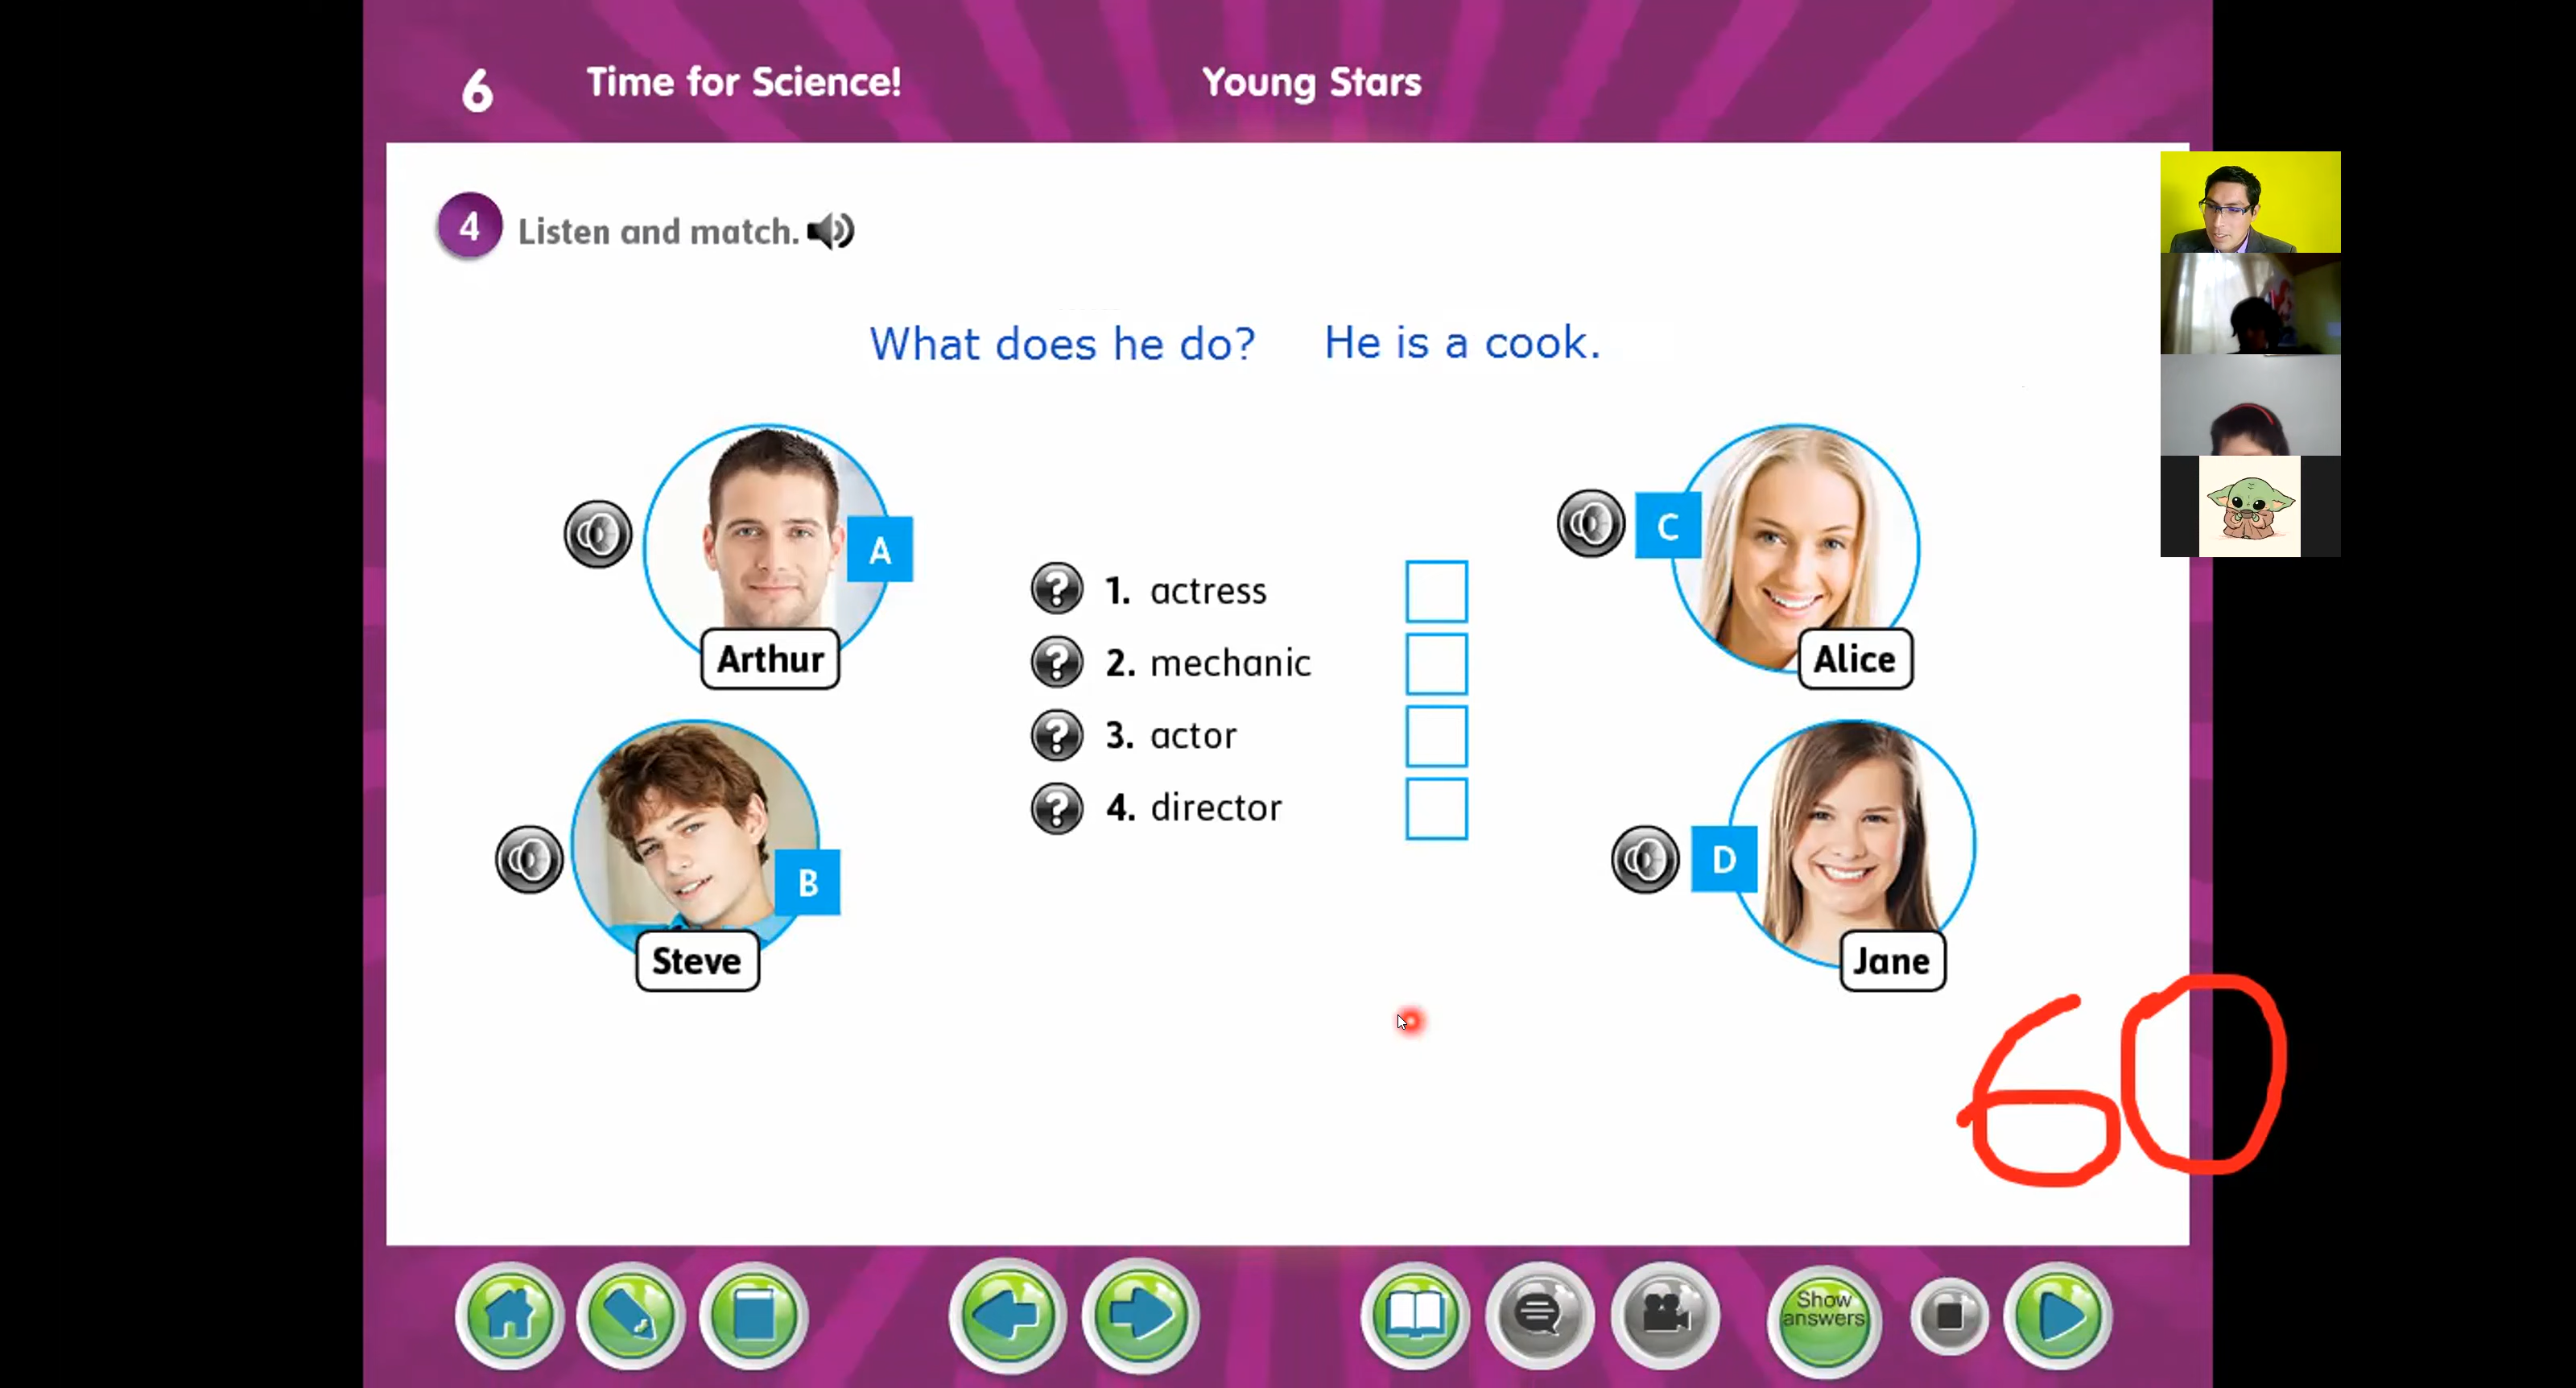 6 Time for Science! Young Stars
4 Listen and match.
What does he do? He is a cook.
A
Arthur
B
Steve
1. actress
2. mechanic
3. actor
4. director
C
Alice
D
Jane
60
Show
answers